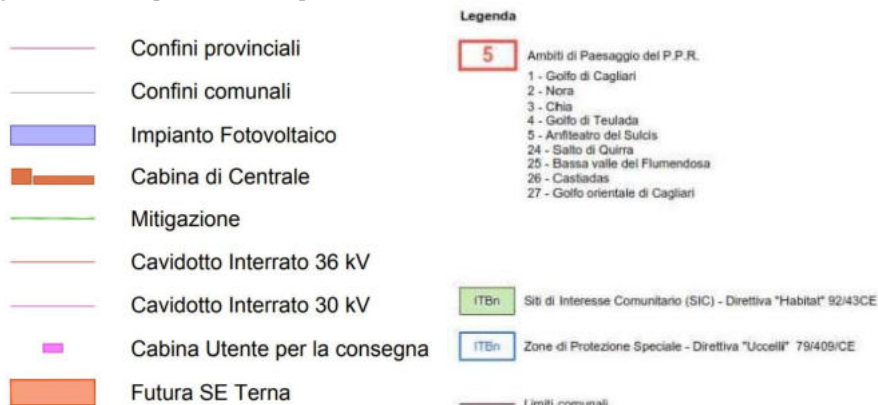 Confini provinciali
Confini comunali
Impianto Fotovoltaico
Cabina di Centrale
Mitigazione
Cavidotto Interrato 36 kV
Cavidotto Interrato 30 kV
Cabina Utente per la consegna
Futura SE Terna
Legenda
5 Ambiti di Paesaggio del P.P.R.
1 - Golfo di Cagliari
2 - Nora
3 - Chia
4 - Golfo di Teulada
5 - Anfiteatro del Sulcis
24 - Salto di Quirra
25 - Bassa valle del Flumendosa
26 - Castiadas
27 - Golfo orientale di Cagliari
ITBn Siti di Interesse Comunitario (SIC) - Direttiva "Habitat" 92/43CE
ITBn Zone di Protezione Speciale - Direttiva "Uccelli" 79/409/CE
Limiti comunali